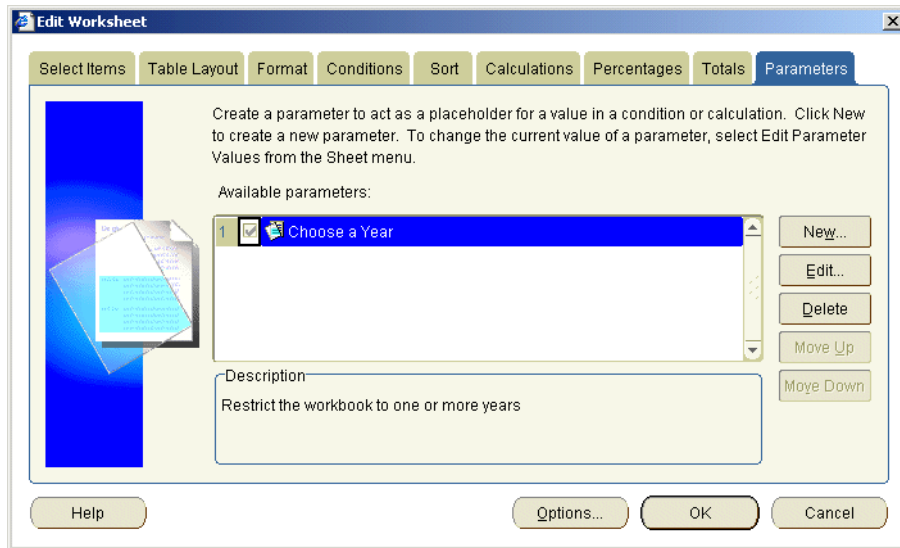 Edit Worksheet
Select Items Table Layout Format Conditions Sort Calculations Percentages Totals Parameters
Create a parameter to act as a placeholder for a value in a condition or calculation. Click New
to create a new parameter. To change the current value of a parameter, select Edit Parameter
Values from the Sheet menu.
Available parameters:
1 Choose a Year
New...
Edit...
Delete
Move Up
Move Down
Description
Restrict the workbook to one or more years
Help Options... OK Cancel